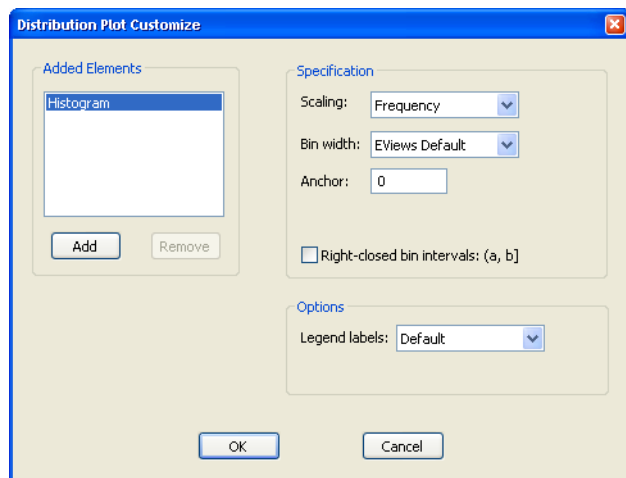 Distribution Plot Customize
Added Elements
Histogram
Add
Remove
Specification
Scaling: Frequency
Bin width: EViews Default
Anchor: 0
Right-closed bin intervals: (a, b]
Options
Legend labels: Default
OK
Cancel